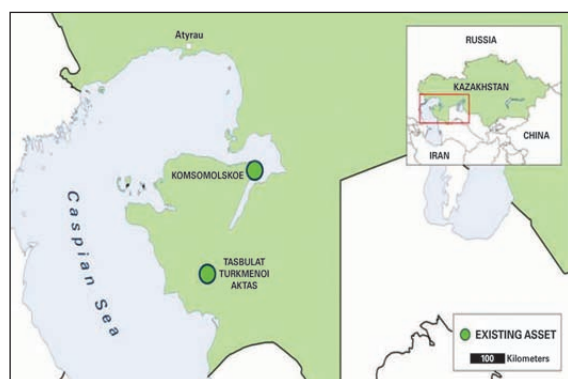 Atyrau
RUSSIA
KAZAKHSTAN
CHINA
IRAN
KOMSOMOLSKOE
Caspian Sea
TASBULAT
TURKMENOI
AKTAS
EXISTING ASSET
100 Kilometers